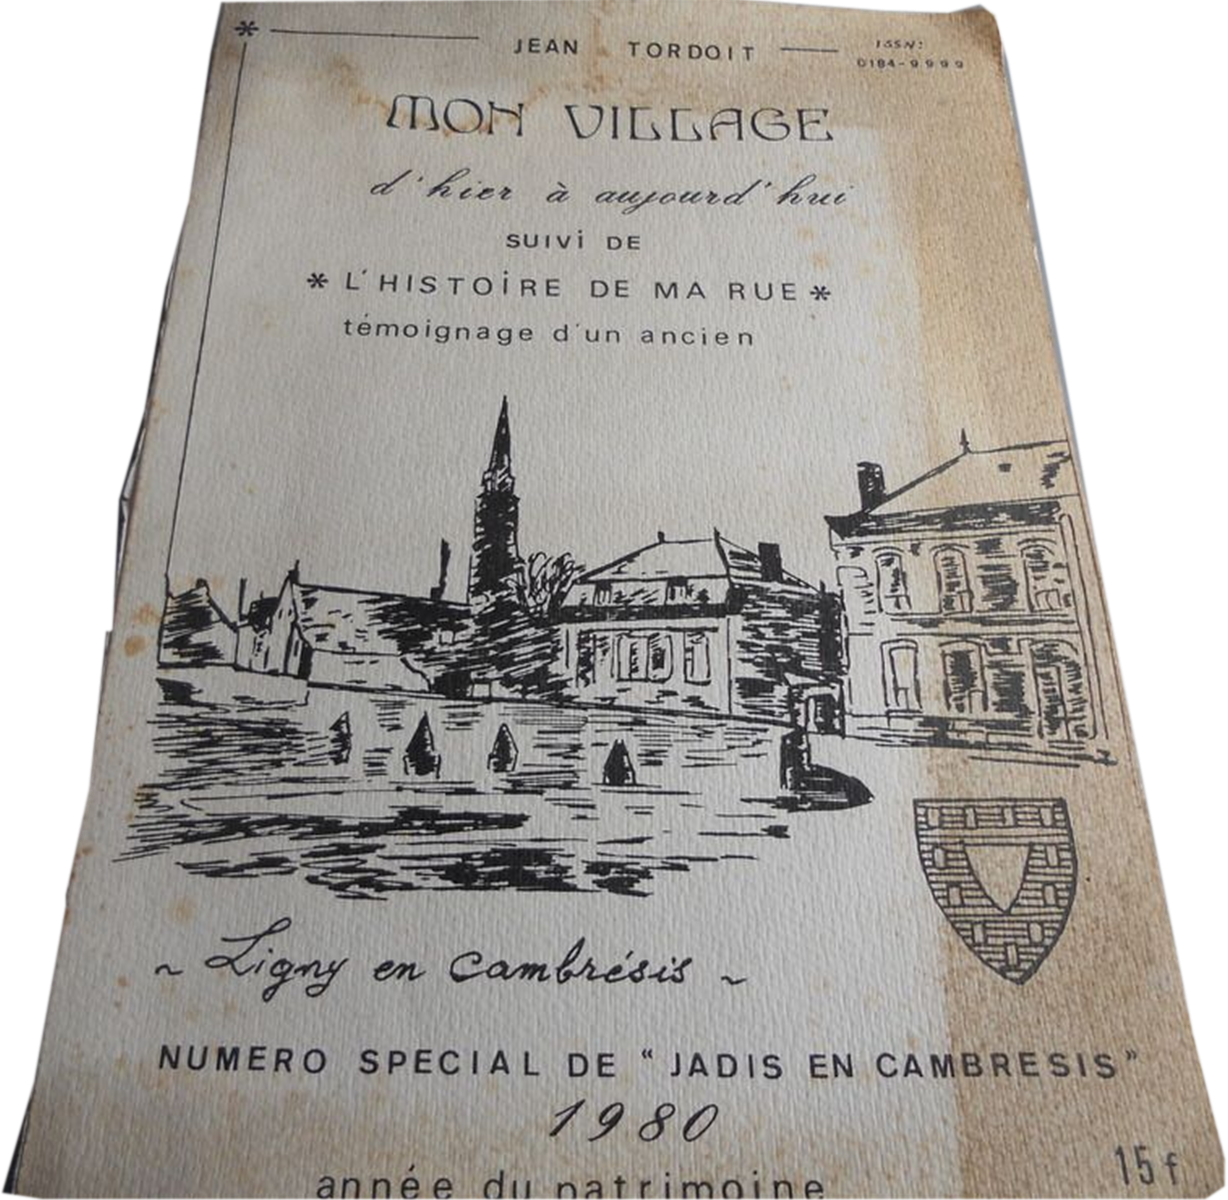 JEAN TORDOIT
ISSN:
0184-9999
MON VILLAGE
d'hier à aujourd'hui
SUIVI DE
* L'HISTOIRE DE MA RUE *
témoignage d'un ancien
~ Ligny en Cambrésis ~
NUMERO SPECIAL DE "JADIS EN CAMBRESIS"
1980
année du patrimoine
15 f